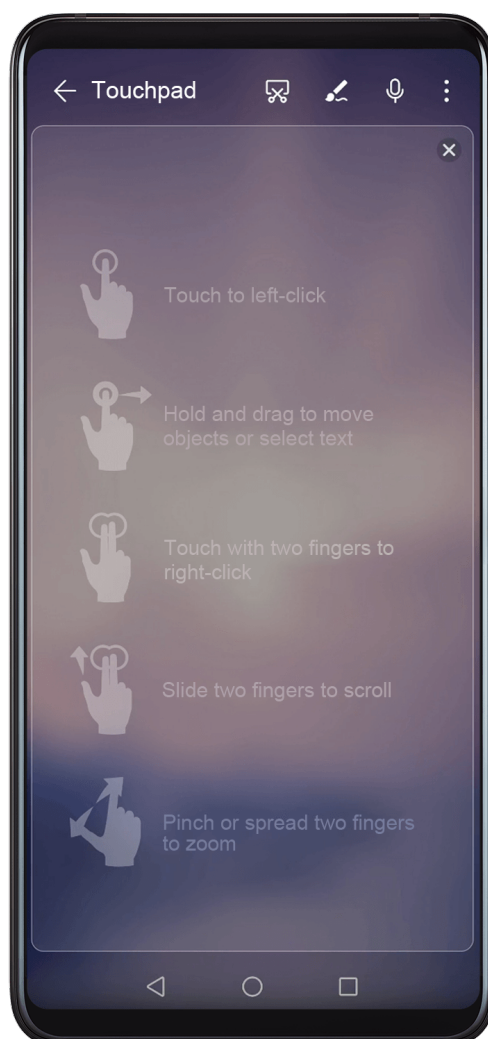 Touchpad
Touch to left-click
Hold and drag to move
objects or select text
Touch with two fingers to
right-click
Slide two fingers to scroll
Pinch or spread two fingers
to zoom